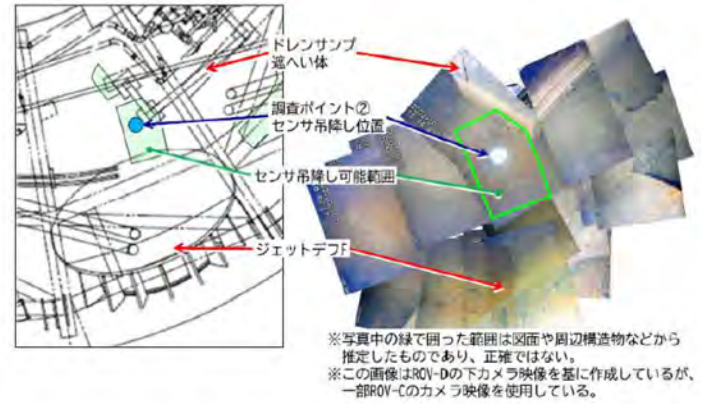 ドレンサンプ
遮へい体
調査ポイント②
センサ吊降し位置
センサ吊降し可能範囲
ジェットデフF
※写真中の緑で囲った範囲は図面や周辺構造物などから
推定したものであり、正確ではない。
※この画像はROV-Dの下カメラ映像を基に作成しているが、
一部ROV-Cのカメラ映像を使用している。